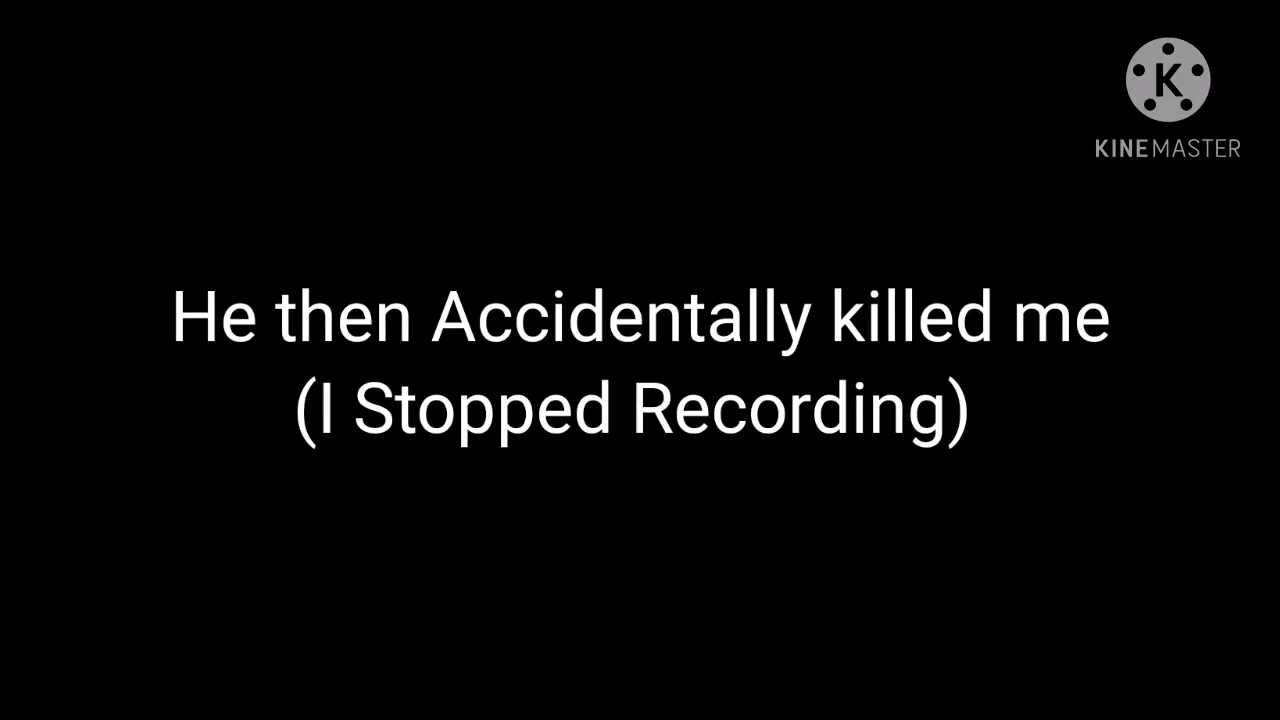 K
KINEMASTER
He then Accidentally killed me
(I Stopped Recording)